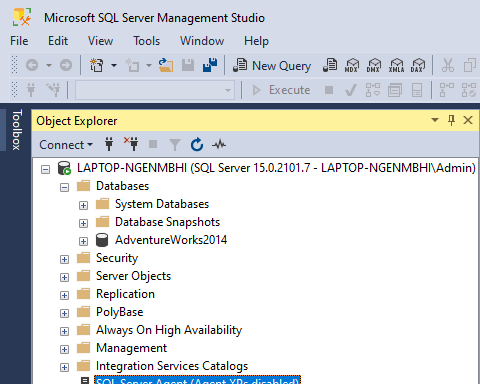 Microsoft SQL Server Management Studio
File Edit View Tools Window Help
New Query MDX DMX XMLA DAX
Execute
Toolbox
Object Explorer
Connect
LAPTOP-NGENMBHI (SQL Server 15.0.2101.7 - LAPTOP-NGENMBHI\Admin)
Databases
System Databases
Database Snapshots
AdventureWorks2014
Security
Server Objects
Replication
PolyBase
Always On High Availability
Management
Integration Services Catalogs
SQL Server Agent (Agent XPs disabled)